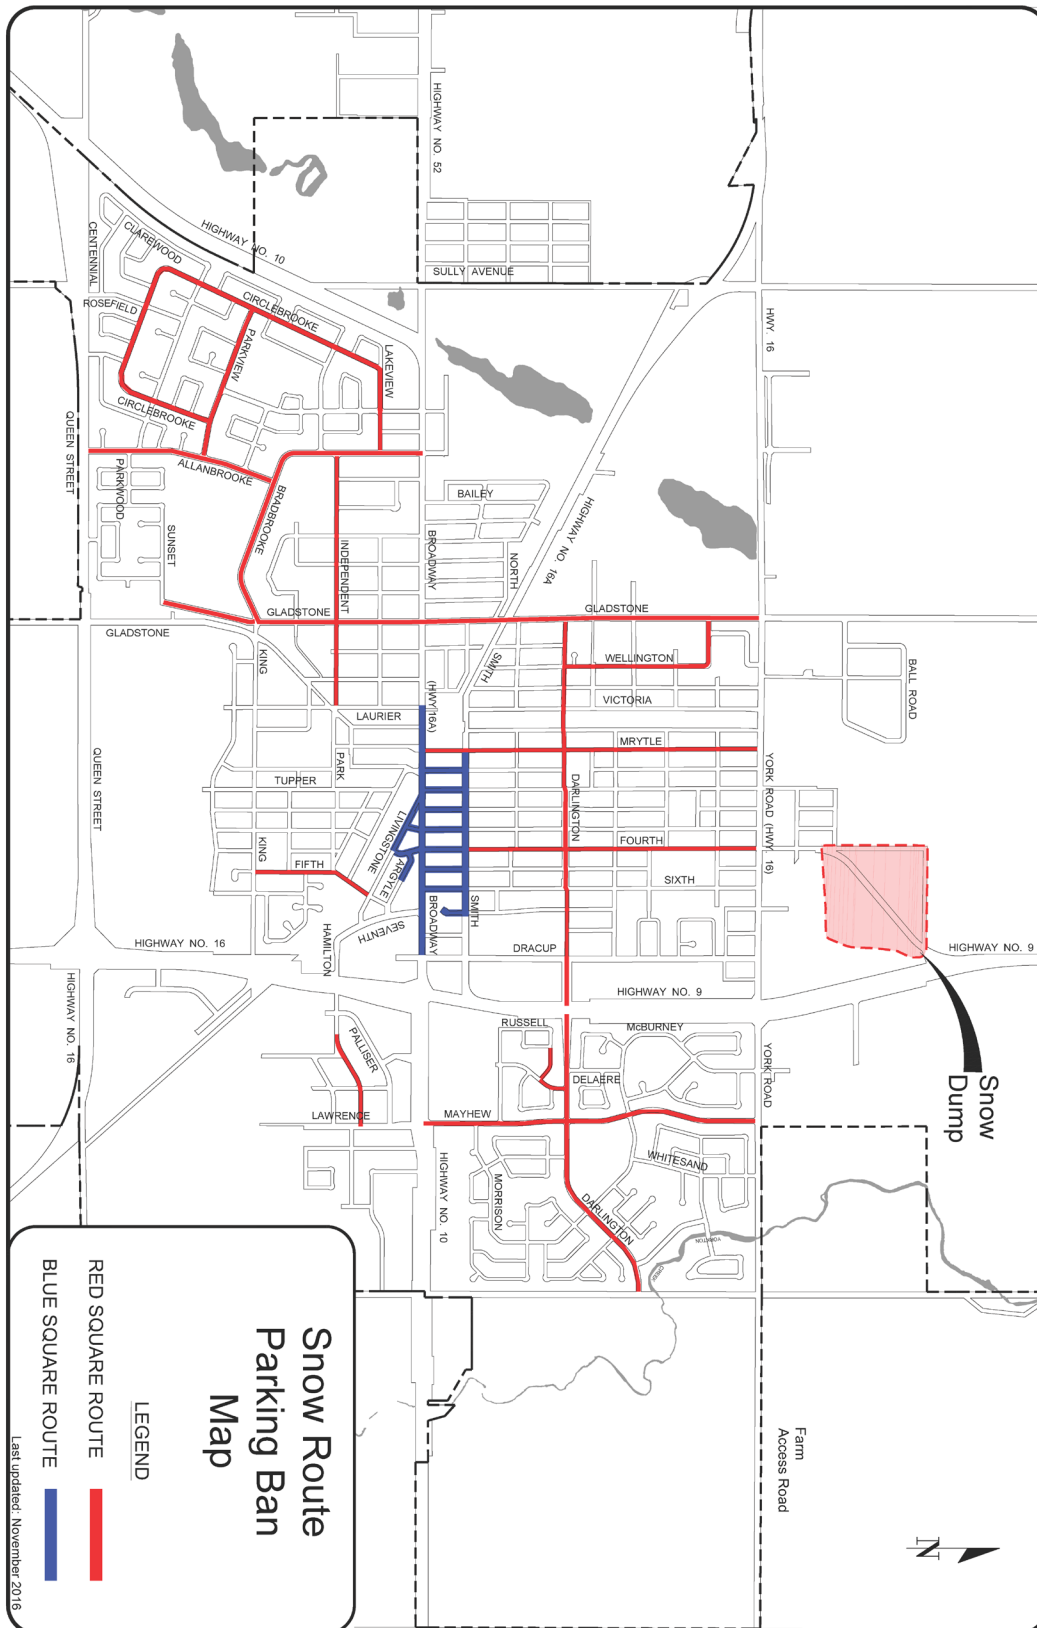 HIGHWAY NO. 52
HIGHWAY NO. 10
SULLY AVENUE
CENTENNIAL
CLAREWOOD
ROSEFIELD
CIRCLEBROOKE
PARKVIEW
LAKEVIEW
HWY. 16
CIRCLEBROOKE
QUEEN STREET
ALLANBROOKE
PARKWOOD
SUNSET
BRADBROOKE
INDEPENDENT
BAILEY
BROADWAY
NORTH
HIGHWAY NO. 16A
GLADSTONE
GLADSTONE
GLADSTONE
KING
SMITH
WELLINGTON
VICTORIA
BALL ROAD
(HWY 16A)
LAURIER
MRYTLE
PARK
TUPPER
QUEEN STREET
DARLINGTON
YORK ROAD (HWY. 16)
LIVINGSTONE
ARGYLE
FOURTH
KING
FIFTH
SIXTH
SMITH
BROADWAY
SEVENTH
HAMILTON
HIGHWAY NO. 16
DRACUP
HIGHWAY NO. 9
HIGHWAY NO. 9
HIGHWAY NO. 16
RUSSELL
McBURNEY
PALLISER
DELAERE
YORK ROAD
Snow
Dump
LAWRENCE
MAYHEW
HIGHWAY NO. 10
WHITESAND
MORRISON
DARLINGTON
YORKTON
CREEK
Farm
Access Road
N
Snow Route
Parking Ban
Map
LEGEND
RED SQUARE ROUTE
BLUE SQUARE ROUTE
Last updated: November 2016